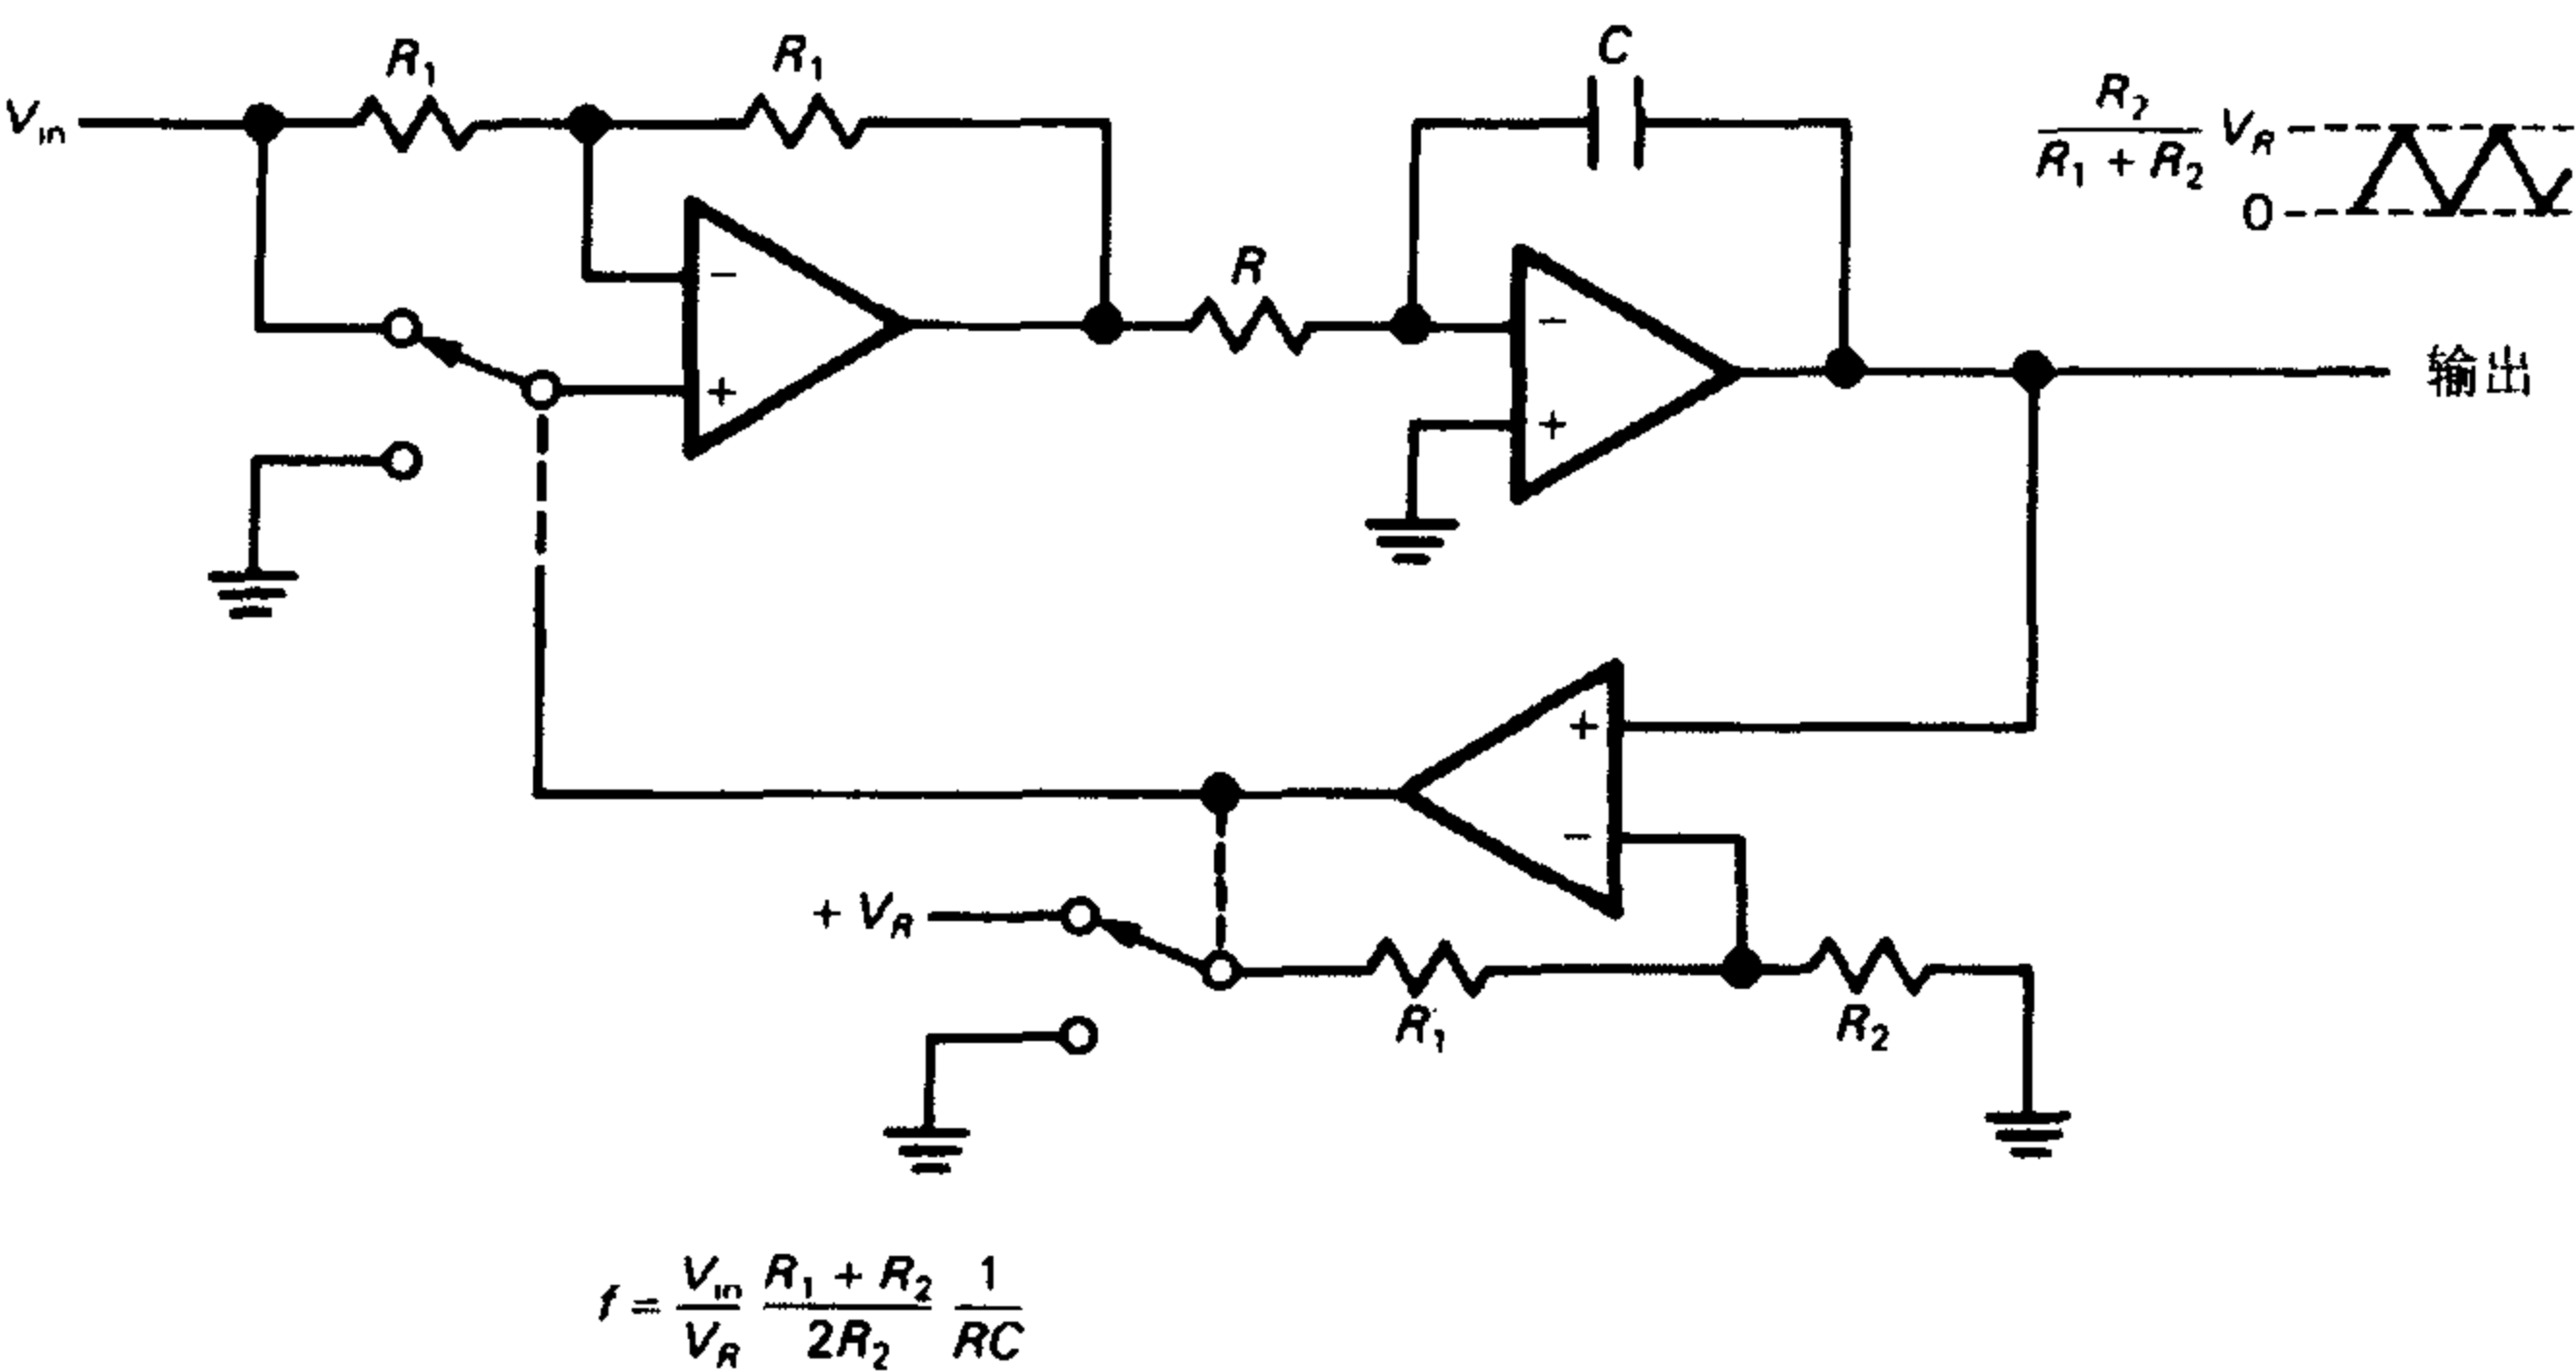 R₁
R₁
C
V_in
R₂ / (R₁ + R₂) V_R
0
−
+
R
−
+
输出
+
−
+ V_R
R₁
R₂
f = V_in / V_R (R₁ + R₂) / 2R₂ 1 / RC